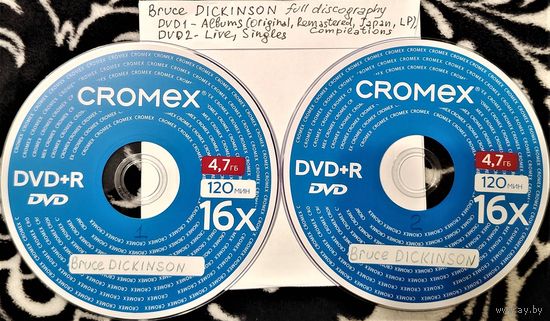 Bruce DICKINSON full discography
DVD1 - Albums (Original, Remastered, Japan, LP),
DVD2 - Live, Singles Compilations
CROMEX
DVD+R
DVD
4,7 ГБ
120 МИН
16X
1
Bruce DICKINSON
CROMEX
DVD+R
DVD
4,7 ГБ
120 МИН
16X
2
Bruce DICKINSON
ay.by